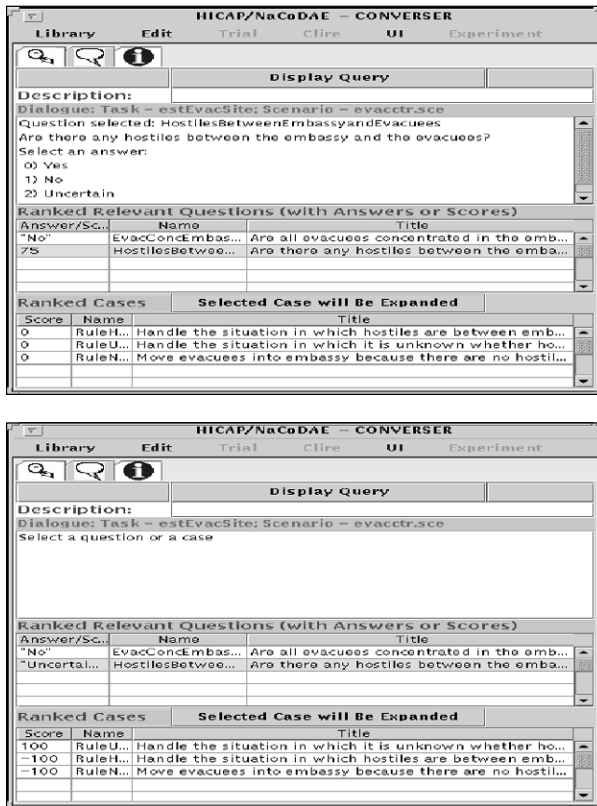 HICAP/NaCoDAE – CONVERSER
Library Edit Trial Clire UI Experiment
Display Query
Description:
Dialogue: Task – estEvacSite; Scenario – evacctr.sce
Question selected: HostilesBetweenEmbassyandEvacuees
Are there any hostiles between the embassy and the evacuees?
Select an answer:
0) Yes
1) No
2) Uncertain
Ranked Relevant Questions (with Answers or Scores)
Answer/Sc... Name Title
"No" EvacConcEmbas... Are all evacuees concentrated in the emb...
75 HostilesBetwee... Are there any hostiles between the emba...
Ranked Cases Selected Case will Be Expanded
Score Name Title
0 RuleH... Handle the situation in which hostiles are between emb...
0 RuleU... Handle the situation in which it is unknown whether ho...
0 RuleN... Move evacuees into embassy because there are no hostil...
HICAP/NaCoDAE – CONVERSER
Library Edit Trial Clire UI Experiment
Display Query
Description:
Dialogue: Task – estEvacSite; Scenario – evacctr.sce
Select a question or a case
Ranked Relevant Questions (with Answers or Scores)
Answer/Sc... Name Title
"No" EvacConcEmbas... Are all evacuees concentrated in the emb...
"Uncertai... HostilesBetwee... Are there any hostiles between the emba...
Ranked Cases Selected Case will Be Expanded
Score Name Title
100 RuleU... Handle the situation in which it is unknown whether ho...
–100 RuleH... Handle the situation in which hostiles are between emb...
–100 RuleN... Move evacuees into embassy because there are no hostil...